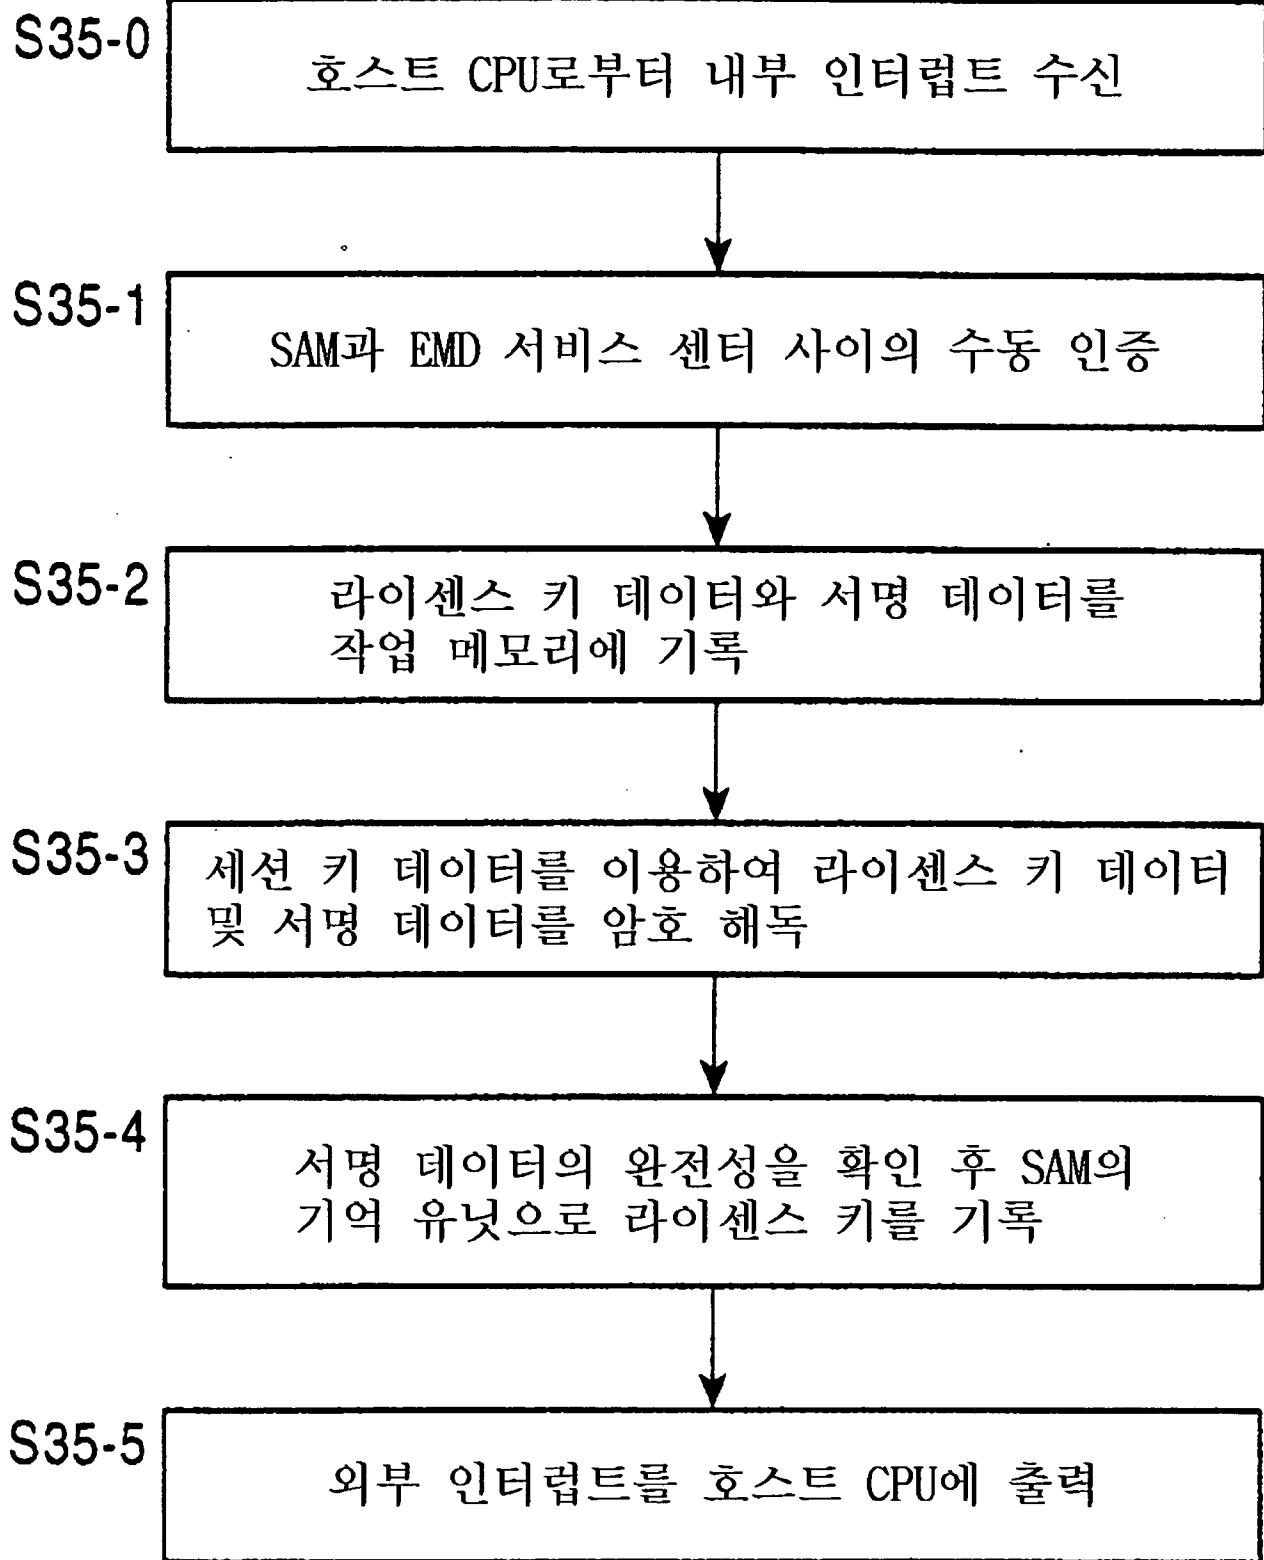 S35-0
호스트 CPU로부터 내부 인터럽트 수신
S35-1
SAM과 EMD 서비스 센터 사이의 수동 인증
S35-2
라이센스 키 데이터와 서명 데이터를
작업 메모리에 기록
S35-3
세션 키 데이터를 이용하여 라이센스 키 데이터
및 서명 데이터를 암호 해독
S35-4
서명 데이터의 완전성을 확인 후 SAM의
기억 유닛으로 라이센스 키를 기록
S35-5
외부 인터럽트를 호스트 CPU에 출력